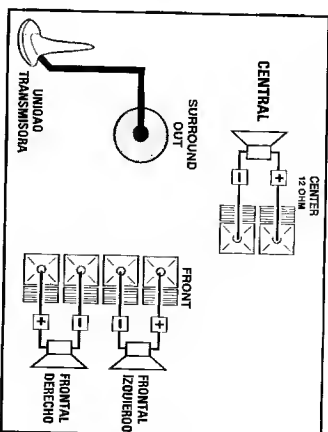 CENTER
12 OHM
+
-
CENTRAL
FRONT
+
-
-
+
FRONTAL
IZQUIERDO
FRONTAL
DERECHO
SURROUND
OUT
UNIDAD
TRANSMISORA